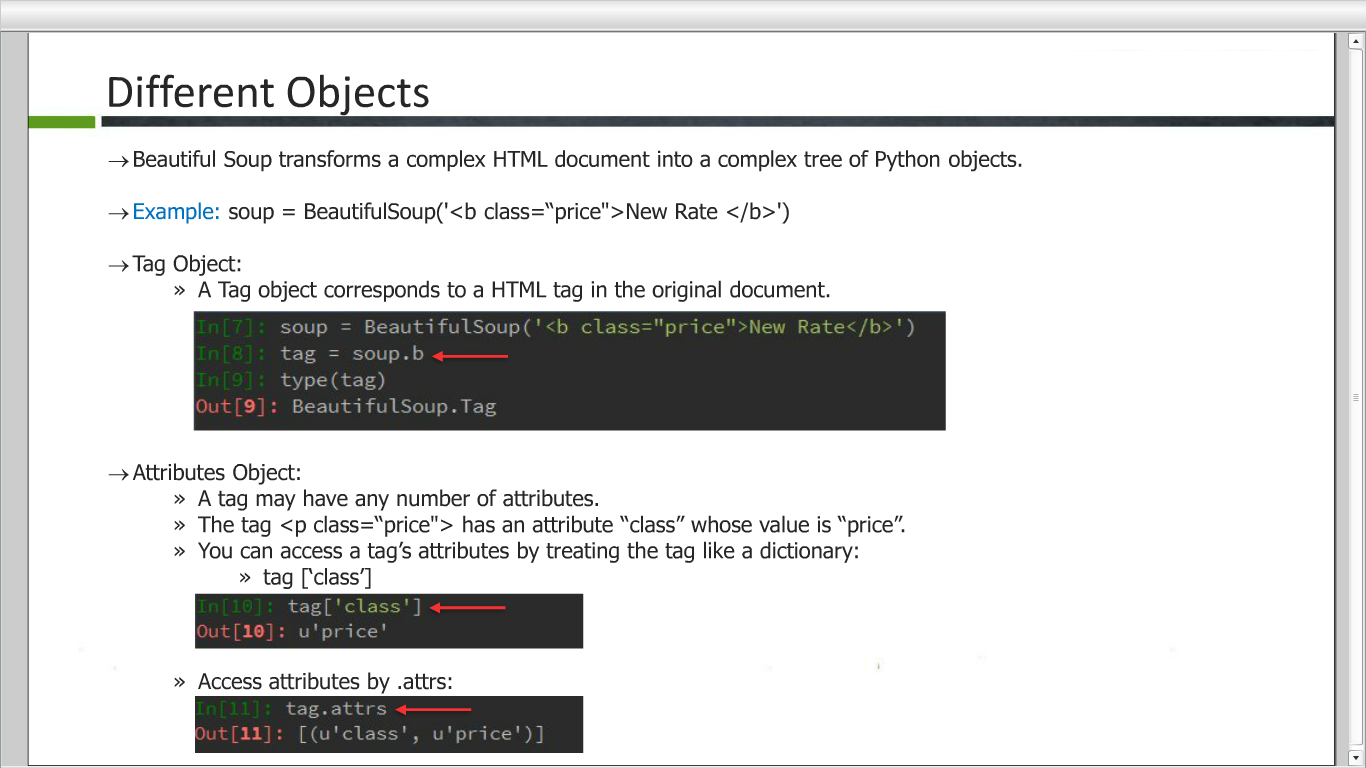 Different Objects
→Beautiful Soup transforms a complex HTML document into a complex tree of Python objects.
→Example: soup = BeautifulSoup('<b class=“price">New Rate </b>')
→Tag Object:
» A Tag object corresponds to a HTML tag in the original document.
In[7]: soup = BeautifulSoup('<b class="price">New Rate</b>')
In[8]: tag = soup.b
In[9]: type(tag)
Out[9]: BeautifulSoup.Tag
→Attributes Object:
» A tag may have any number of attributes.
» The tag <p class=“price"> has an attribute “class” whose value is “price”.
» You can access a tag’s attributes by treating the tag like a dictionary:
» tag [‘class’]
In[10]: tag['class']
Out[10]: u'price'
» Access attributes by .attrs:
In[11]: tag.attrs
Out[11]: [(u'class', u'price')]